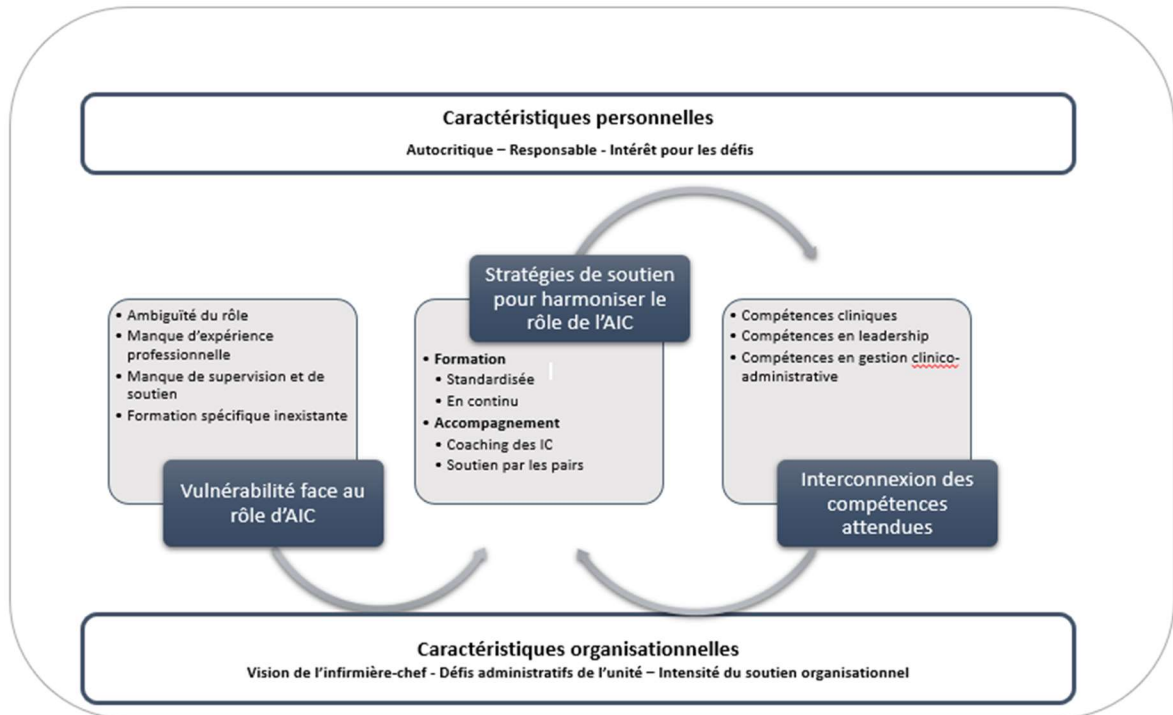 Caractéristiques personnelles
Autocritique – Responsable - Intérêt pour les défis
• Ambiguïté du rôle
• Manque d'expérience
professionnelle
• Manque de supervision et de
soutien
• Formation spécifique inexistante
Vulnérabilité face au
rôle d'AIC
Stratégies de soutien
pour harmoniser le
rôle de l'AIC
• Formation
• Standardisée
• En continu
• Accompagnement
• Coaching des IC
• Soutien par les pairs
• Compétences cliniques
• Compétences en leadership
• Compétences en gestion clinico-
administrative
Interconnexion des
compétences
attendues
Caractéristiques organisationnelles
Vision de l'infirmière-chef - Défis administratifs de l'unité – Intensité du soutien organisationnel